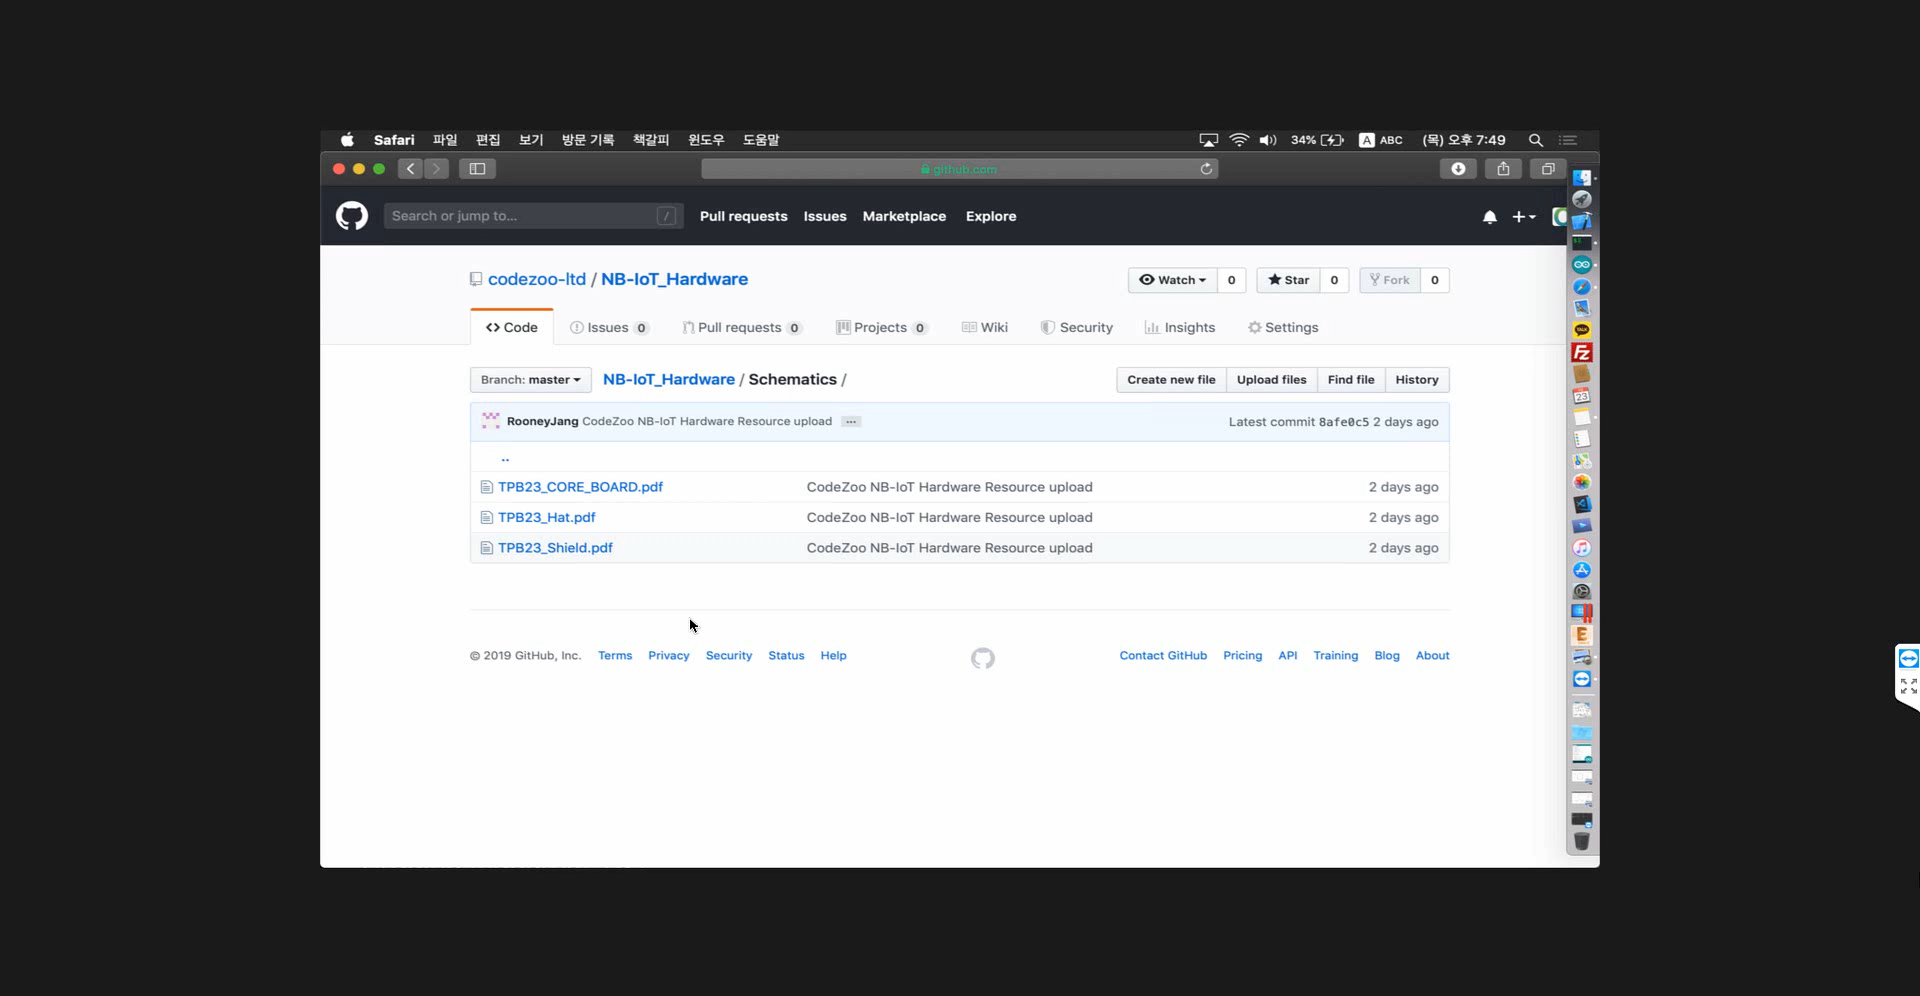 Safari 파일 편집 보기 방문 기록 책갈피 윈도우 도움말 34% A ABC (목) 오후 7:49
github.com
Search or jump to... / Pull requests Issues Marketplace Explore
codezoo-ltd / NB-IoT_Hardware Watch 0 Star 0 Fork 0
Code Issues 0 Pull requests 0 Projects 0 Wiki Security Insights Settings
Branch: master NB-IoT_Hardware / Schematics / Create new file Upload files Find file History
RooneyJang CodeZoo NB-IoT Hardware Resource upload ... Latest commit 8afe0c5 2 days ago
..
TPB23_CORE_BOARD.pdf CodeZoo NB-IoT Hardware Resource upload 2 days ago
TPB23_Hat.pdf CodeZoo NB-IoT Hardware Resource upload 2 days ago
TPB23_Shield.pdf CodeZoo NB-IoT Hardware Resource upload 2 days ago
© 2019 GitHub, Inc. Terms Privacy Security Status Help Contact GitHub Pricing API Training Blog About